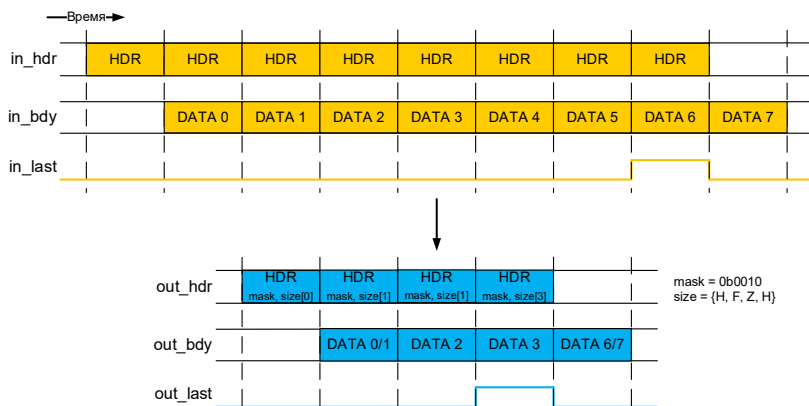 Время
in_hdr HDR HDR HDR HDR HDR HDR HDR HDR
in_bdy DATA 0 DATA 1 DATA 2 DATA 3 DATA 4 DATA 5 DATA 6 DATA 7
in_last
out_hdr HDR HDR HDR HDR
mask, size[0] mask, size[1] mask, size[1] mask, size[3]
mask = 0b0010
size = {H, F, Z, H}
out_bdy DATA 0/1 DATA 2 DATA 3 DATA 6/7
out_last